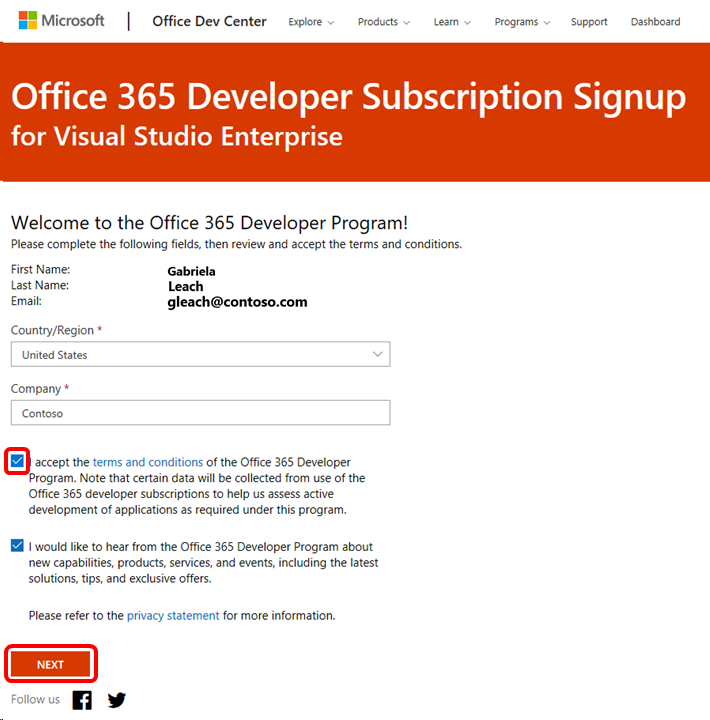 Microsoft Office Dev Center Explore Products Learn Programs Support Dashboard
Office 365 Developer Subscription Signup
for Visual Studio Enterprise
Welcome to the Office 365 Developer Program!
Please complete the following fields, then review and accept the terms and conditions.
First Name: Gabriela
Last Name: Leach
Email: gleach@contoso.com
Country/Region *
United States
Company *
Contoso
I accept the terms and conditions of the Office 365 Developer
Program. Note that certain data will be collected from use of the
Office 365 developer subscriptions to help us assess active
development of applications as required under this program.
I would like to hear from the Office 365 Developer Program about
new capabilities, products, services, and events, including the latest
solutions, tips, and exclusive offers.
Please refer to the privacy statement for more information.
NEXT
Follow us